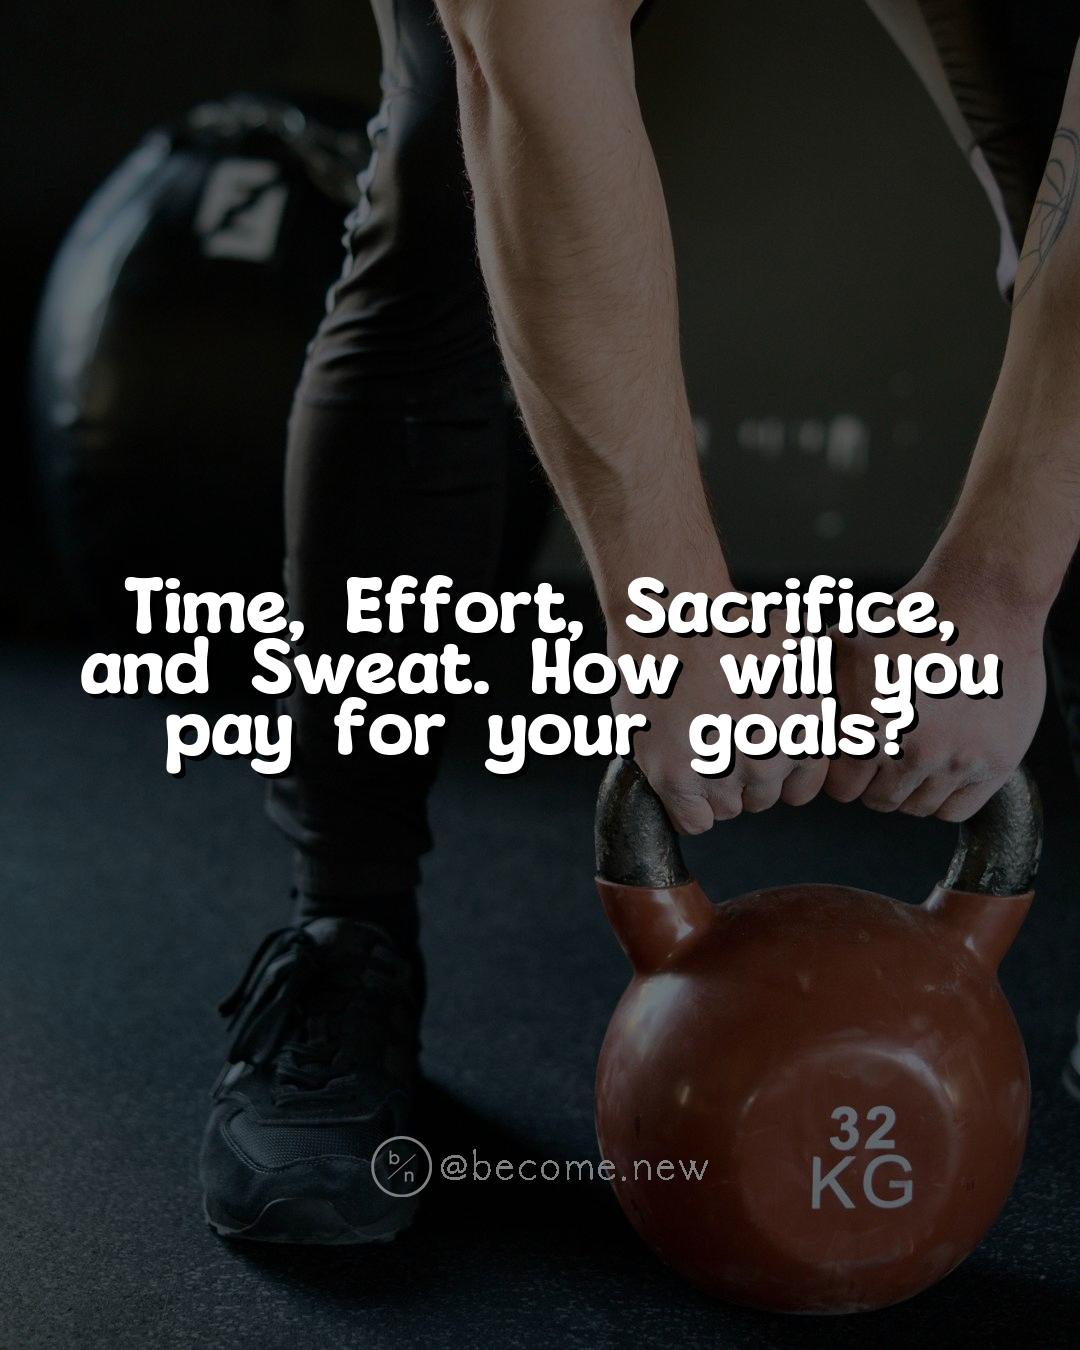 Time, Effort, Sacrifice,
and Sweat. How will you
pay for your goals?
b/n @become.new
32
KG